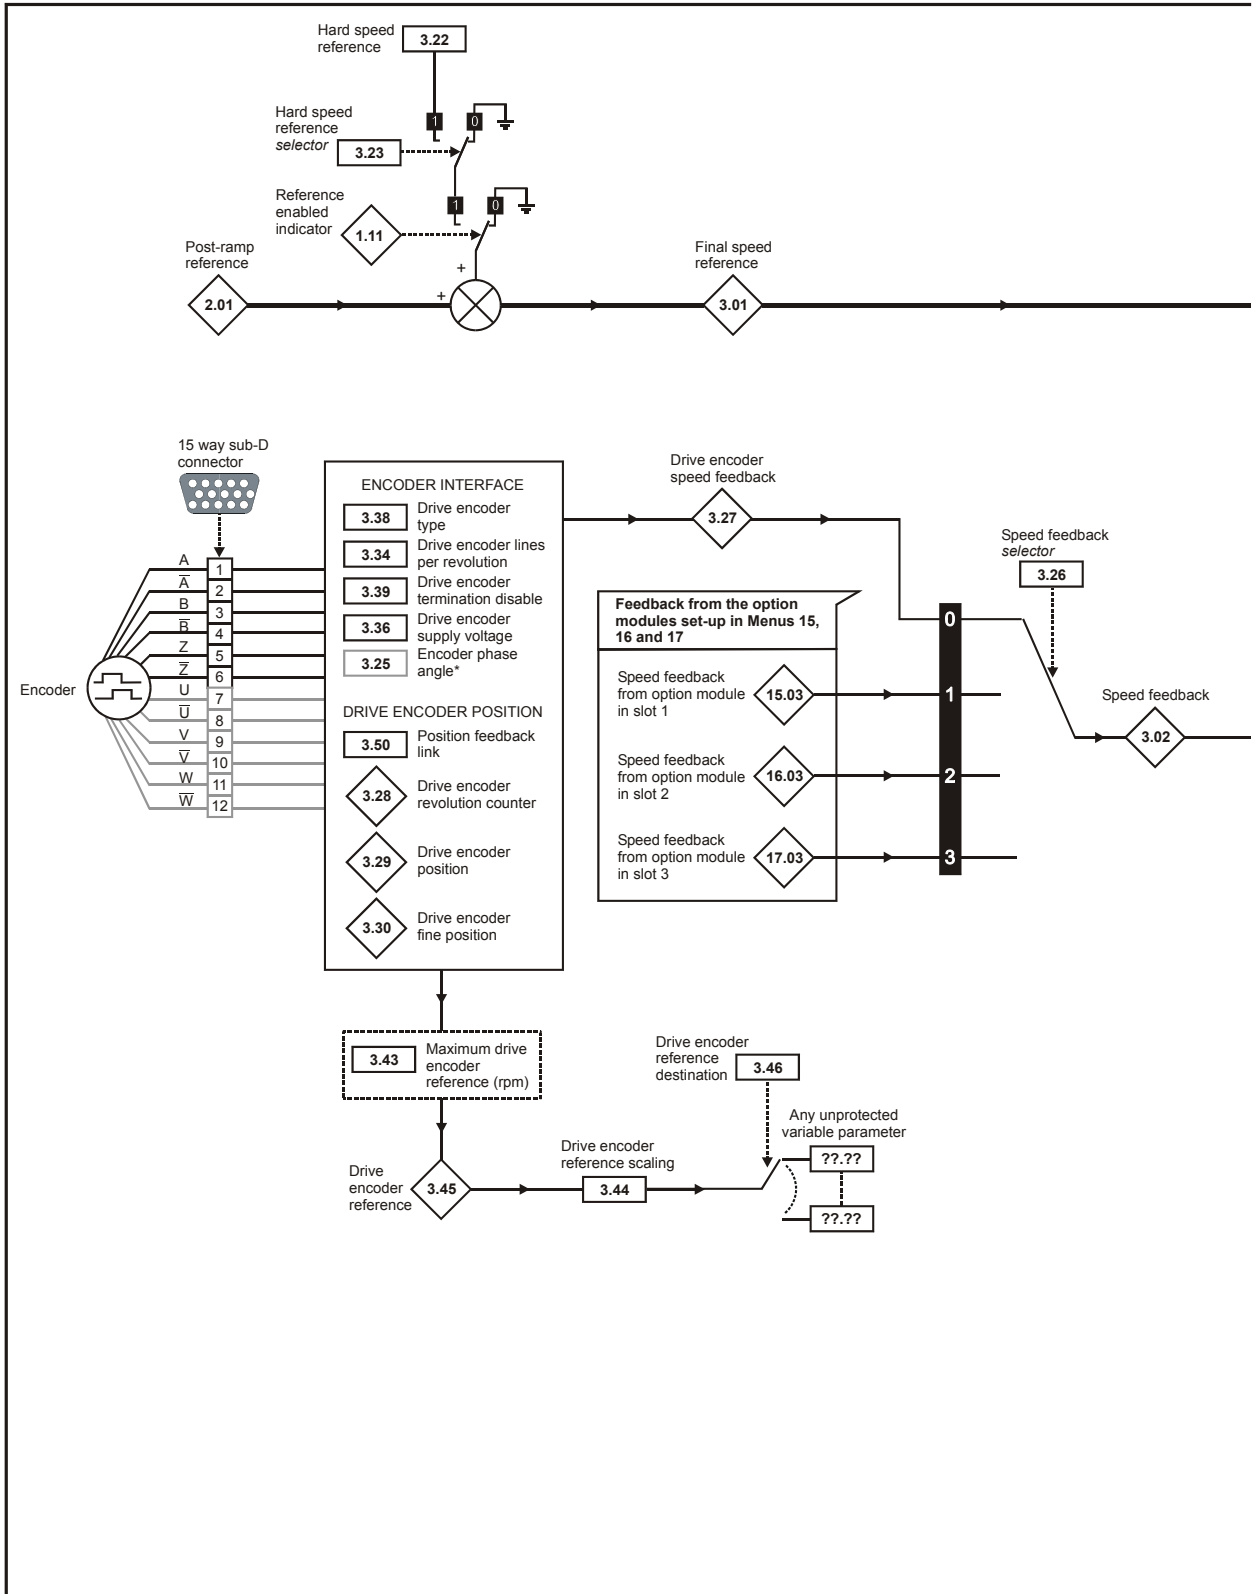 Hard speed
reference
3.22
Hard speed
reference
selector
1
0
3.23
Reference
enabled
indicator
1
0
1.11
Post-ramp
reference
+
+
2.01
Final speed
reference
3.01
15 way sub-D
connector
Encoder
A
1
A̅
2
B
3
B̅
4
Z
5
Z̅
6
U
7
U̅
8
V
9
V̅
10
W
11
W̅
12
ENCODER INTERFACE
3.38
Drive encoder
type
3.34
Drive encoder lines
per revolution
3.39
Drive encoder
termination disable
3.36
Drive encoder
supply voltage
3.25
Encoder phase
angle*
DRIVE ENCODER POSITION
3.50
Position feedback
link
3.28
Drive encoder
revolution counter
3.29
Drive encoder
position
3.30
Drive encoder
fine position
Drive encoder
speed feedback
3.27
Feedback from the option
modules set-up in Menus 15,
16 and 17
Speed feedback
from option module
in slot 1
15.03
Speed feedback
from option module
in slot 2
16.03
Speed feedback
from option module
in slot 3
17.03
0
1
2
3
Speed feedback
selector
3.26
Speed feedback
3.02
3.43
Maximum drive
encoder
reference (rpm)
Drive
encoder
reference
3.45
Drive encoder
reference scaling
3.44
Drive encoder
reference
destination
3.46
Any unprotected
variable parameter
??.??
??.??